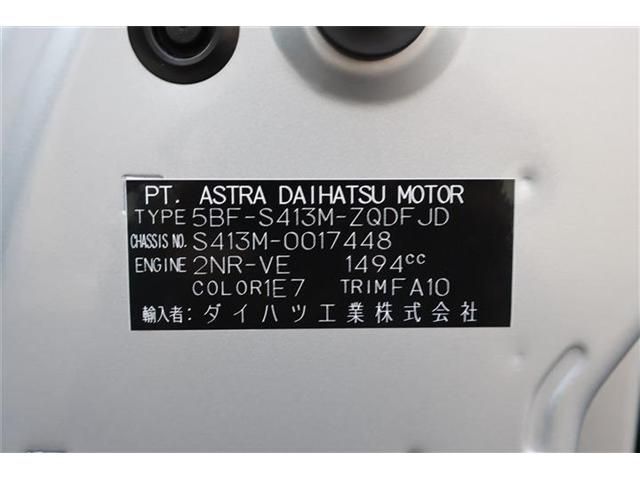 PT. ASTRA DAIHATSU MOTOR
TYPE 5BF-S413M-ZQDFJD
CHASSIS NO. S413M-0017448
ENGINE 2NR-VE 1494cc
COLOR 1E7 TRIM FA10
輸入者: ダイハツ工業株式会社